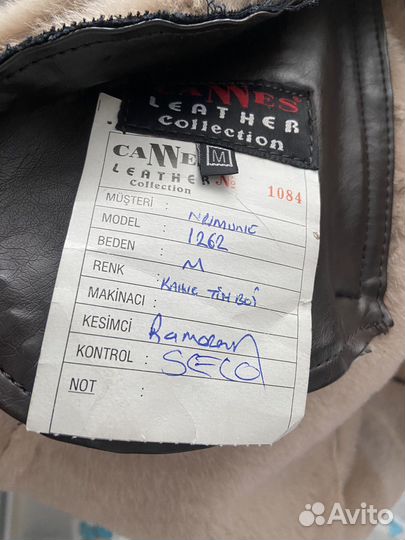 CANNES
LEATHER
Collection
M
CANNES
LEATHER No 1084
Collection
MÜŞTERİ :
MODEL : 1262
BEDEN : M
RENK :
MAKİNACI :
KESİMCİ : Ramazan
KONTROL : SECO
NOT :
Avito